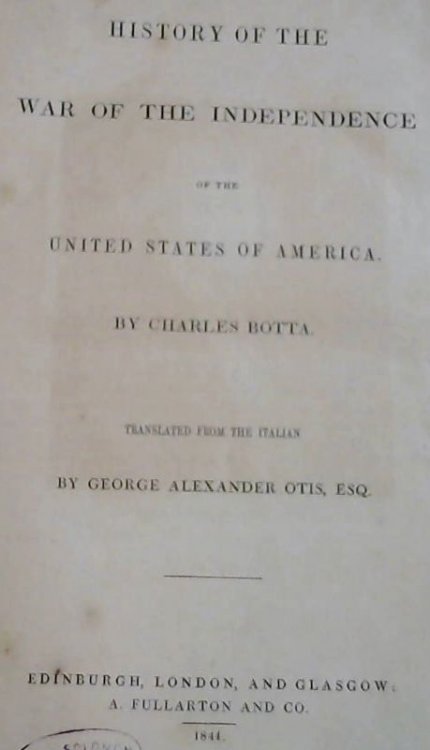 HISTORY OF THE
WAR OF THE INDEPENDENCE
OF THE
UNITED STATES OF AMERICA.
BY CHARLES BOTTA.
TRANSLATED FROM THE ITALIAN
BY GEORGE ALEXANDER OTIS, ESQ.
EDINBURGH, LONDON, AND GLASGOW:
A. FULLARTON AND CO.
1844.